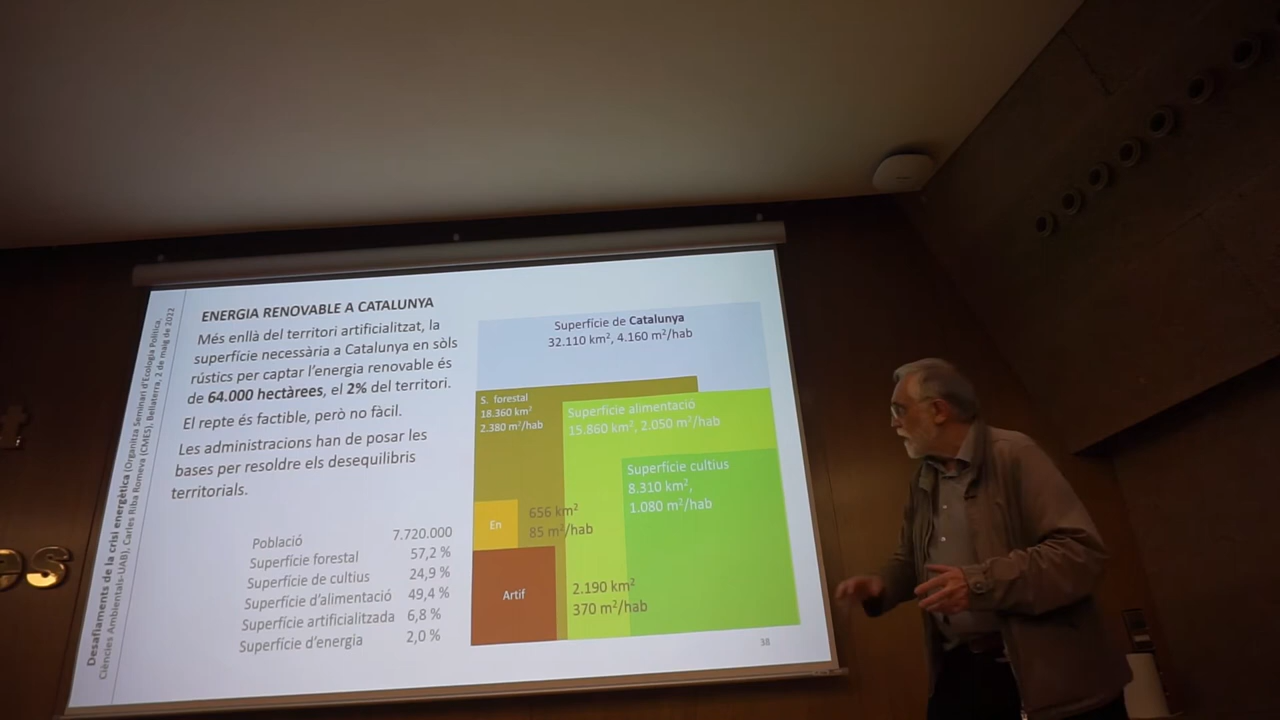 Desafiaments de la crisi energètica (Organitza Seminari d'Ecologia Política,
Ciències Ambientals-UAB), Carles Riba Romeva (CMES), Bellaterra, 2 de maig de 2022
ENERGIA RENOVABLE A CATALUNYA
Més enllà del territori artificialitzat, la
superfície necessària a Catalunya en sòls
rústics per captar l'energia renovable és
de 64.000 hectàrees, el 2% del territori.
El repte és factible, però no fàcil.
Les administracions han de posar les
bases per resoldre els desequilibris
territorials.
Població 7.720.000
Superfície forestal 57,2 %
Superfície de cultius 24,9 %
Superfície d'alimentació 49,4 %
Superfície artificialitzada 6,8 %
Superfície d'energia 2,0 %
Superfície de Catalunya
32.110 km², 4.160 m²/hab
S. forestal
18.360 km²
2.380 m²/hab
Superfície alimentació
15.860 km², 2.050 m²/hab
Superfície cultius
8.310 km²,
1.080 m²/hab
En
656 km²
85 m²/hab
Artif
2.190 km²
370 m²/hab
38